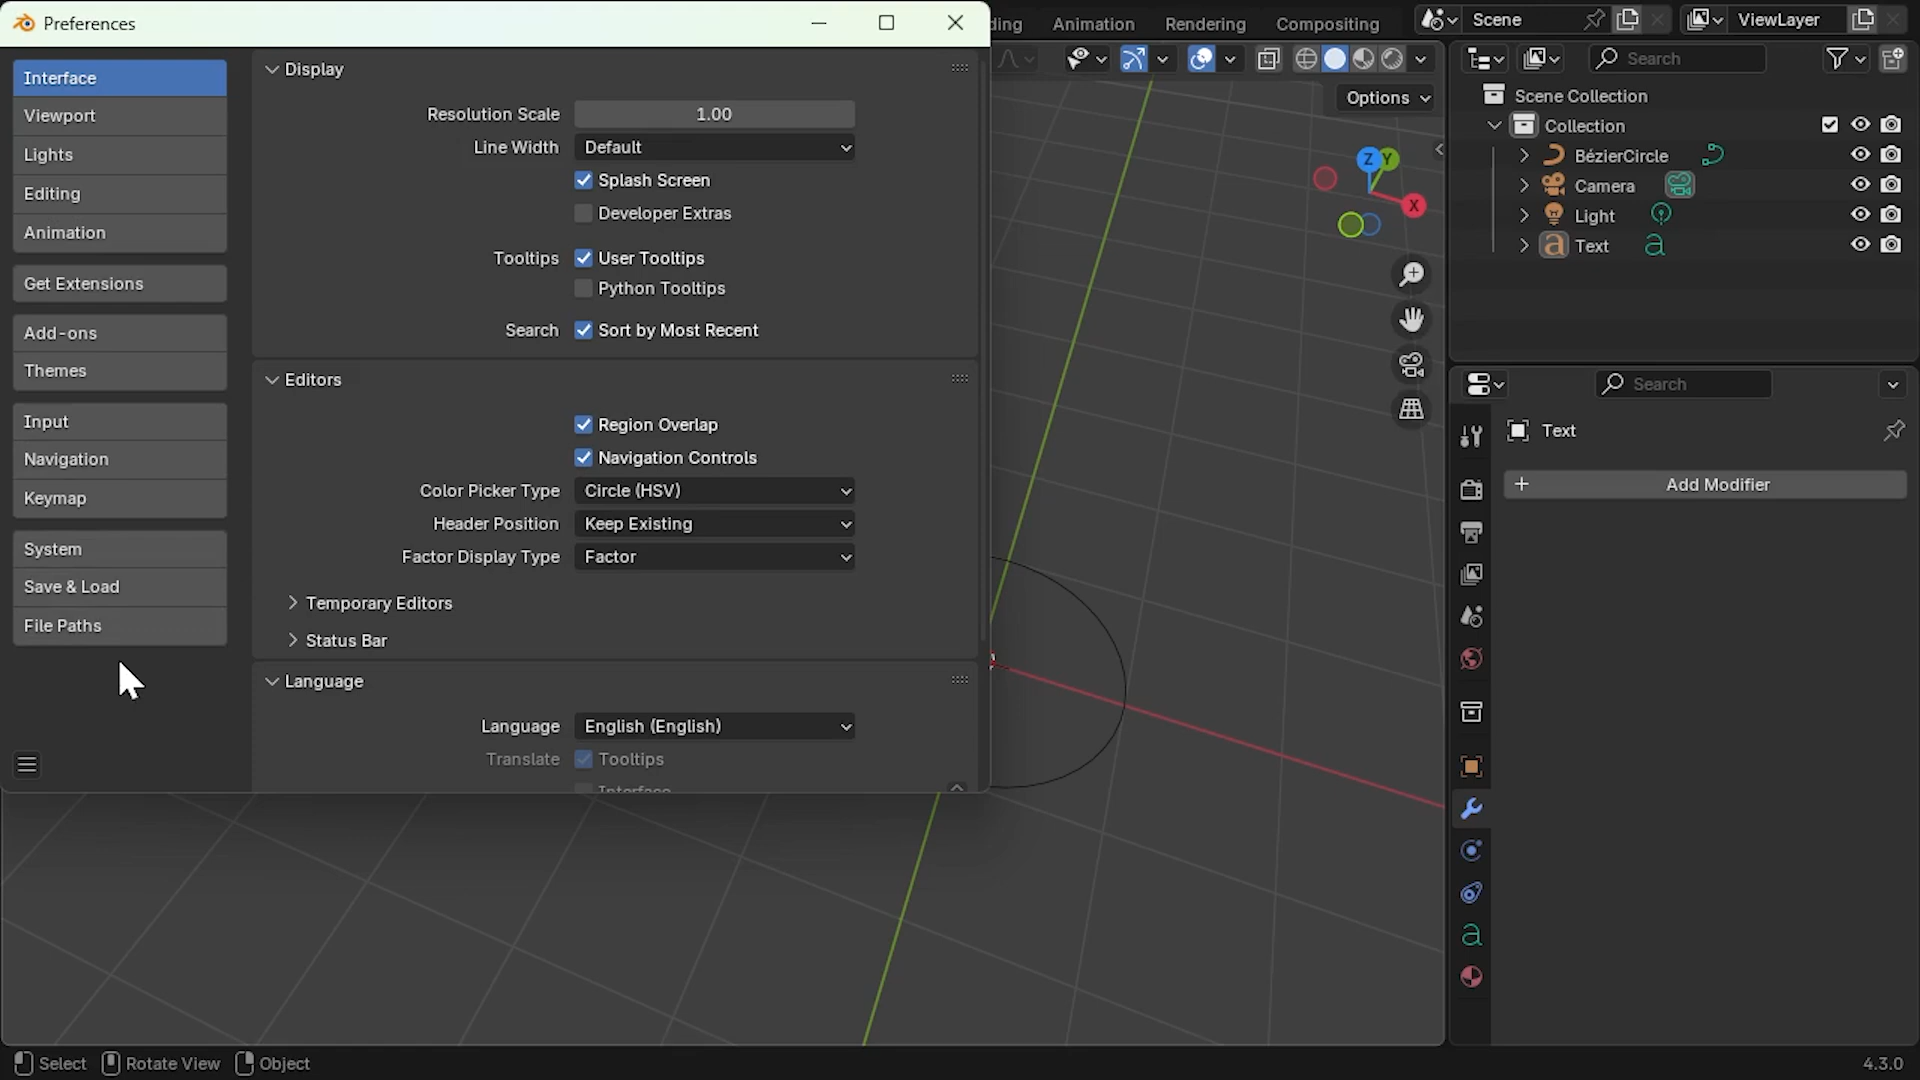 Preferences
ding
Animation
Rendering
Compositing
Scene
ViewLayer
Interface
Viewport
Lights
Editing
Animation
Get Extensions
Add-ons
Themes
Input
Navigation
Keymap
System
Save & Load
File Paths
Display
Resolution Scale 1.00
Line Width Default
Splash Screen
Developer Extras
Tooltips User Tooltips
Python Tooltips
Search Sort by Most Recent
Editors
Region Overlap
Navigation Controls
Color Picker Type Circle (HSV)
Header Position Keep Existing
Factor Display Type Factor
Temporary Editors
Status Bar
Language
Language English (English)
Translate Tooltips
Interface
Options
Z Y
X
Search
Scene Collection
Collection
BézierCircle
Camera
Light
Text
Search
Text
+ Add Modifier
Select Rotate View Object
4.3.0